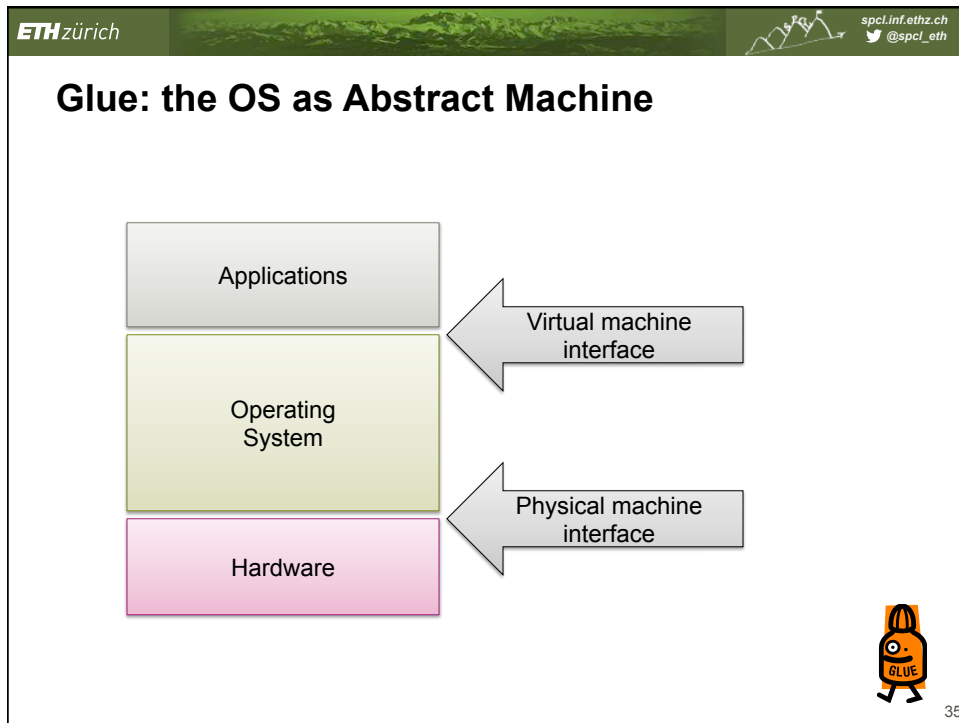 ETH zürich
spcl.inf.ethz.ch
@spcl_eth
Glue: the OS as Abstract Machine
Applications
Virtual machine
interface
Operating
System
Physical machine
interface
Hardware
GLUE
35